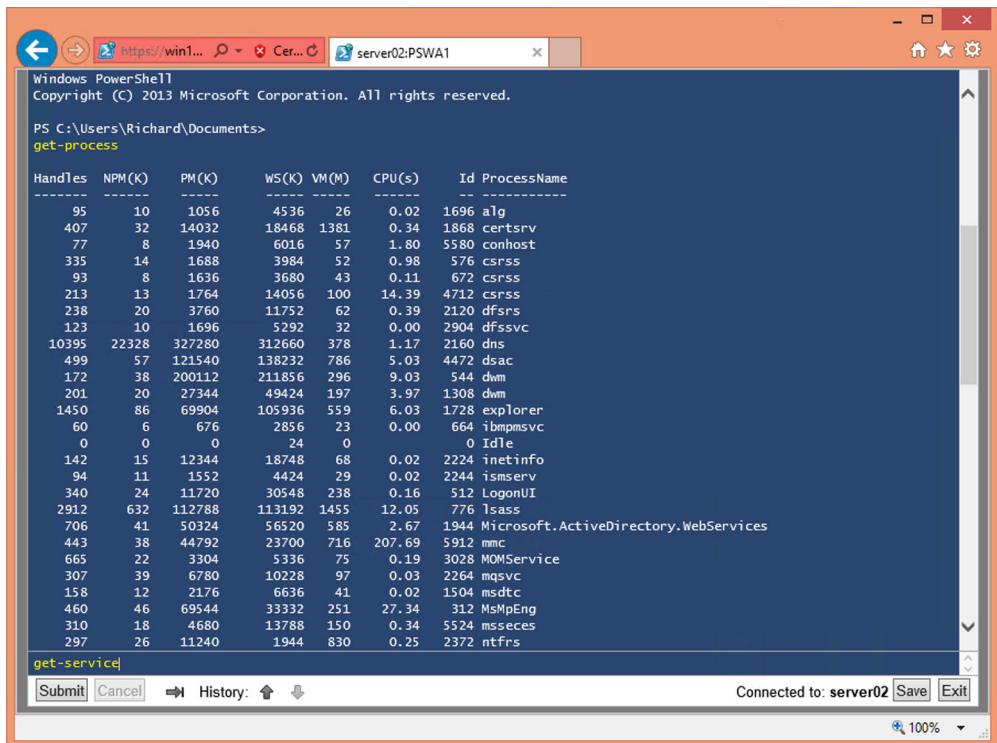 https://win1... Cer... server02:PSWA1
Windows PowerShell
Copyright (C) 2013 Microsoft Corporation. All rights reserved.
PS C:\Users\Richard\Documents>
get-process
Handles NPM(K) PM(K) WS(K) VM(M) CPU(s) Id ProcessName
------- ------ ----- ----- ----- ------ -- -----------
95 10 1056 4536 26 0.02 1696 alg
407 32 14032 18468 1381 0.34 1868 certsrv
77 8 1940 6016 57 1.80 5580 conhost
335 14 1688 3984 52 0.98 576 csrss
93 8 1636 3680 43 0.11 672 csrss
213 13 1764 14056 100 14.39 4712 csrss
238 20 3760 11752 62 0.39 2120 dfsrs
123 10 1696 5292 32 0.00 2904 dfssvc
10395 22328 327280 312660 378 1.17 2160 dns
499 57 121540 138232 786 5.03 4472 dsac
172 38 200112 211856 296 9.03 544 dwm
201 20 27344 49424 197 3.97 1308 dwm
1450 86 69904 105936 559 6.03 1728 explorer
60 6 676 2856 23 0.00 664 ibmpmsvc
0 0 0 24 0 0 Idle
142 15 12344 18748 68 0.02 2224 inetinfo
94 11 1552 4424 29 0.02 2244 ismserv
340 24 11720 30548 238 0.16 512 LogonUI
2912 632 112788 113192 1455 12.05 776 lsass
706 41 50324 56520 585 2.67 1944 Microsoft.ActiveDirectory.WebServices
443 38 44792 23700 716 207.69 5912 mmc
665 22 3304 5336 75 0.19 3028 MOMService
307 39 6780 10228 97 0.03 2264 mqsvc
158 12 2176 6636 41 0.02 1504 msdtc
460 46 69544 33332 251 27.34 312 MsMpEng
310 18 4680 13788 150 0.34 5524 msseces
297 26 11240 1944 830 0.25 2372 ntfrs
get-service
Submit Cancel History: Connected to: server02 Save Exit
100%